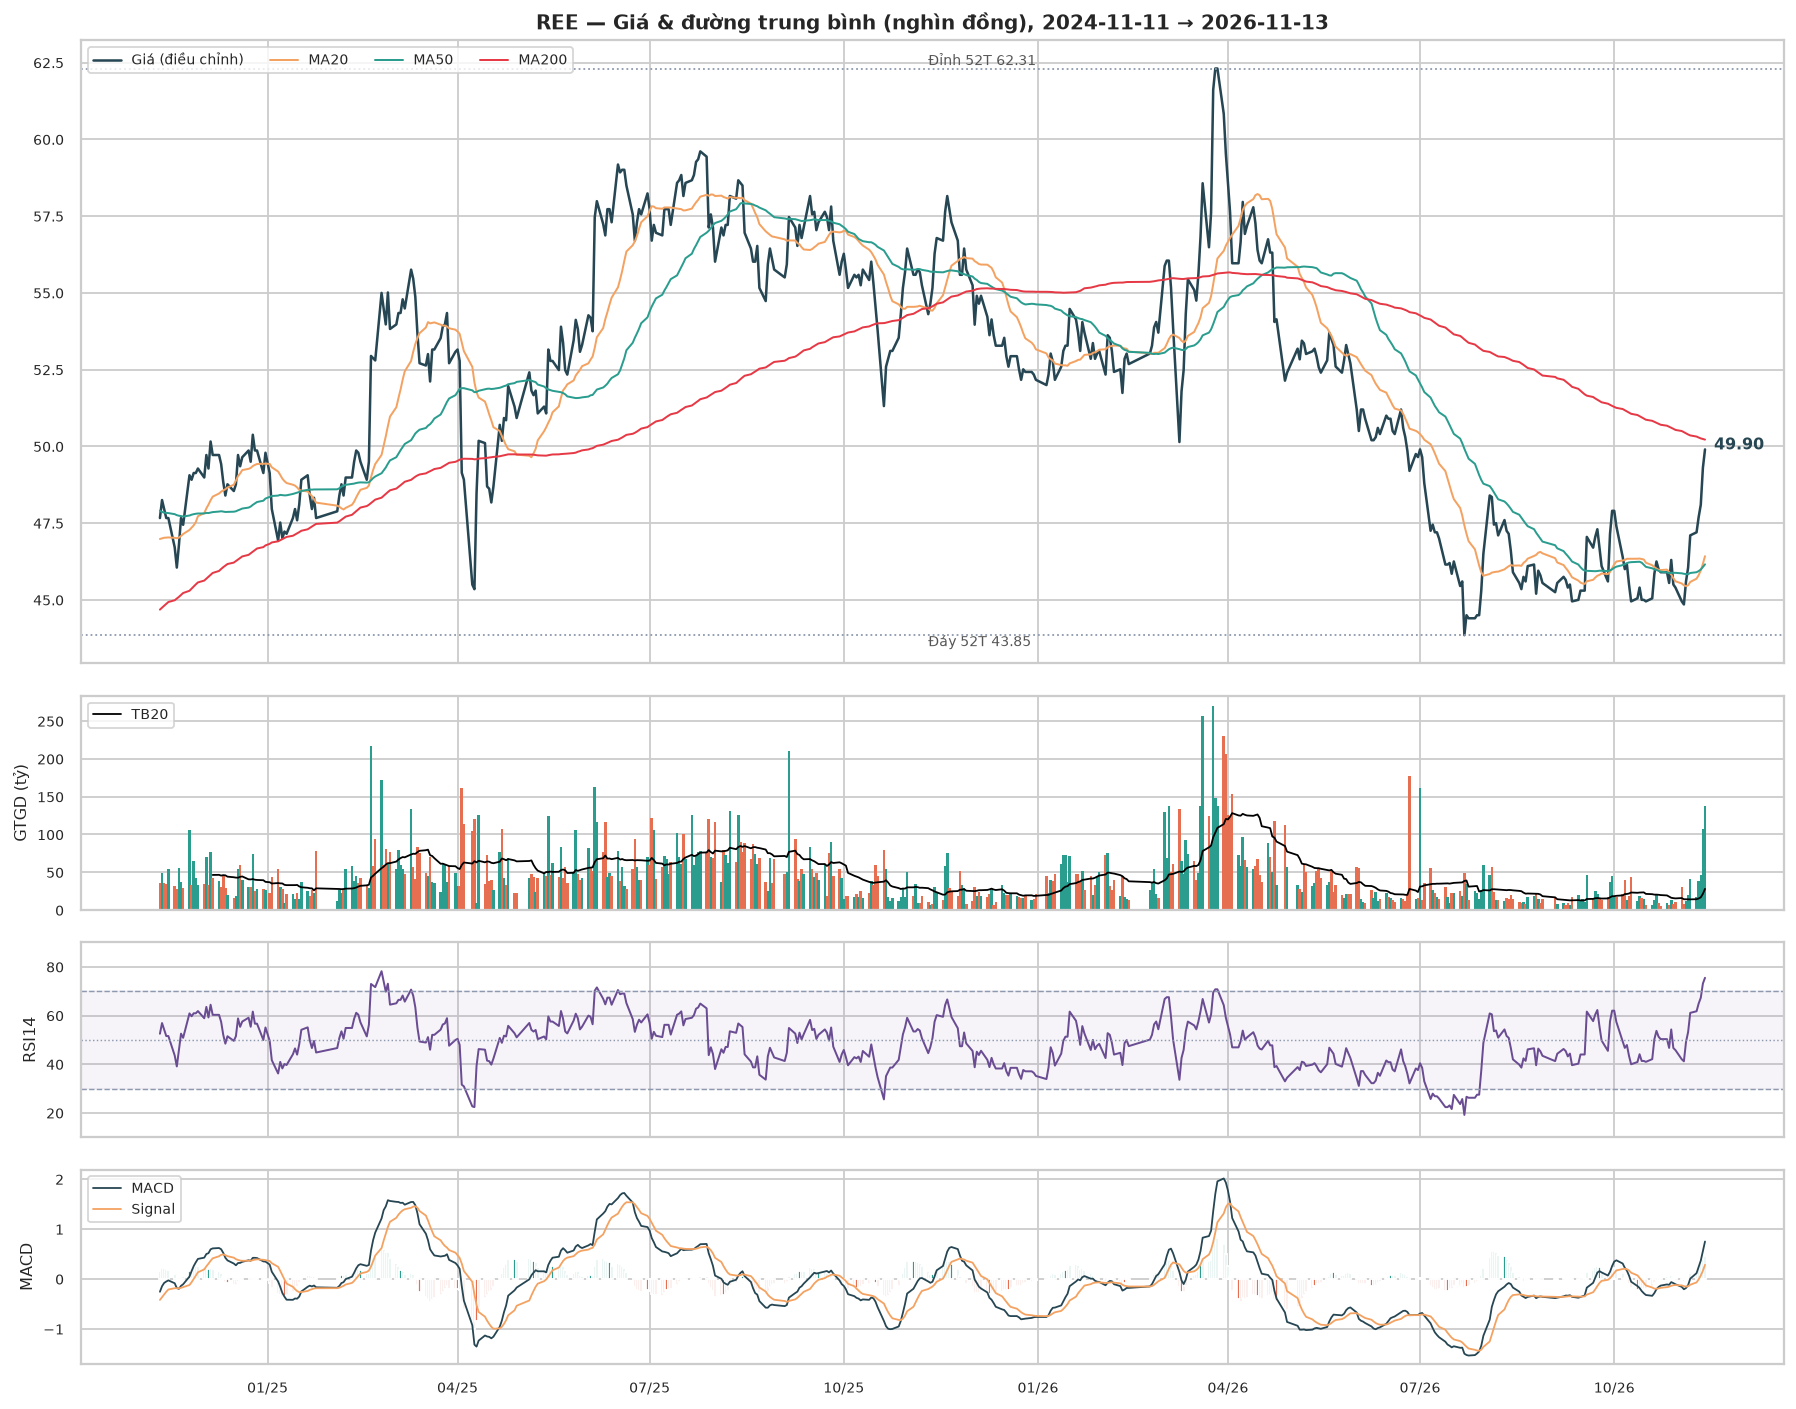 REE — Giá & đường trung bình (nghìn đồng), 2024-11-11 → 2026-11-13
Giá (điều chỉnh) MA20 MA50 MA200
Đỉnh 52T 62.31
62.5
60.0
57.5
55.0
52.5
50.0
47.5
45.0
49.90
Đáy 52T 43.85
TB20
GTGD (tỷ)
250
200
150
100
50
0
RSI14
80
60
40
20
MACD
Signal
MACD
2
1
0
−1
01/25 04/25 07/25 10/25 01/26 04/26 07/26 10/26